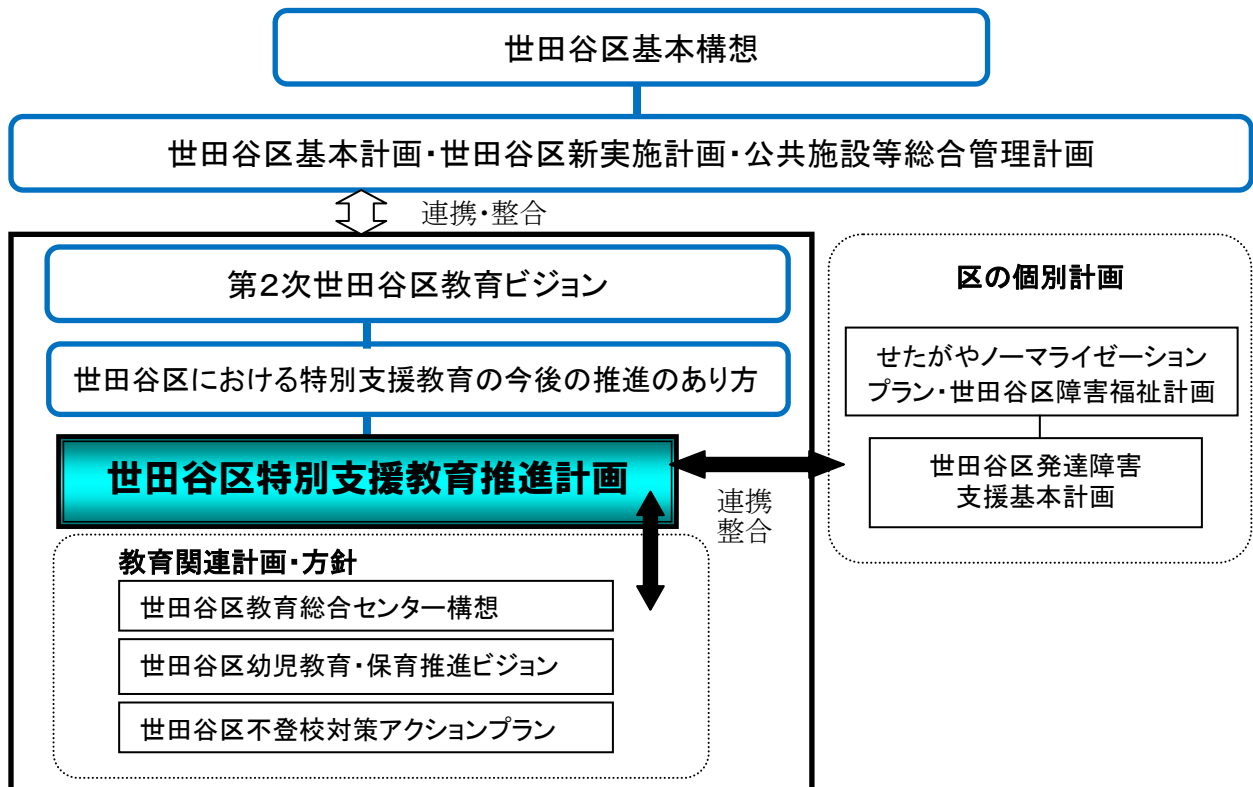 世田谷区基本構想
世田谷区基本計画・世田谷区新実施計画・公共施設等総合管理計画
連携・整合
第２次世田谷区教育ビジョン
世田谷区における特別支援教育の今後の推進のあり方
世田谷区特別支援教育推進計画
連携
整合
教育関連計画・方針
世田谷区教育総合センター構想
世田谷区幼児教育・保育推進ビジョン
世田谷区不登校対策アクションプラン
区の個別計画
せたがやノーマライゼーション
プラン・世田谷区障害福祉計画
世田谷区発達障害
支援基本計画